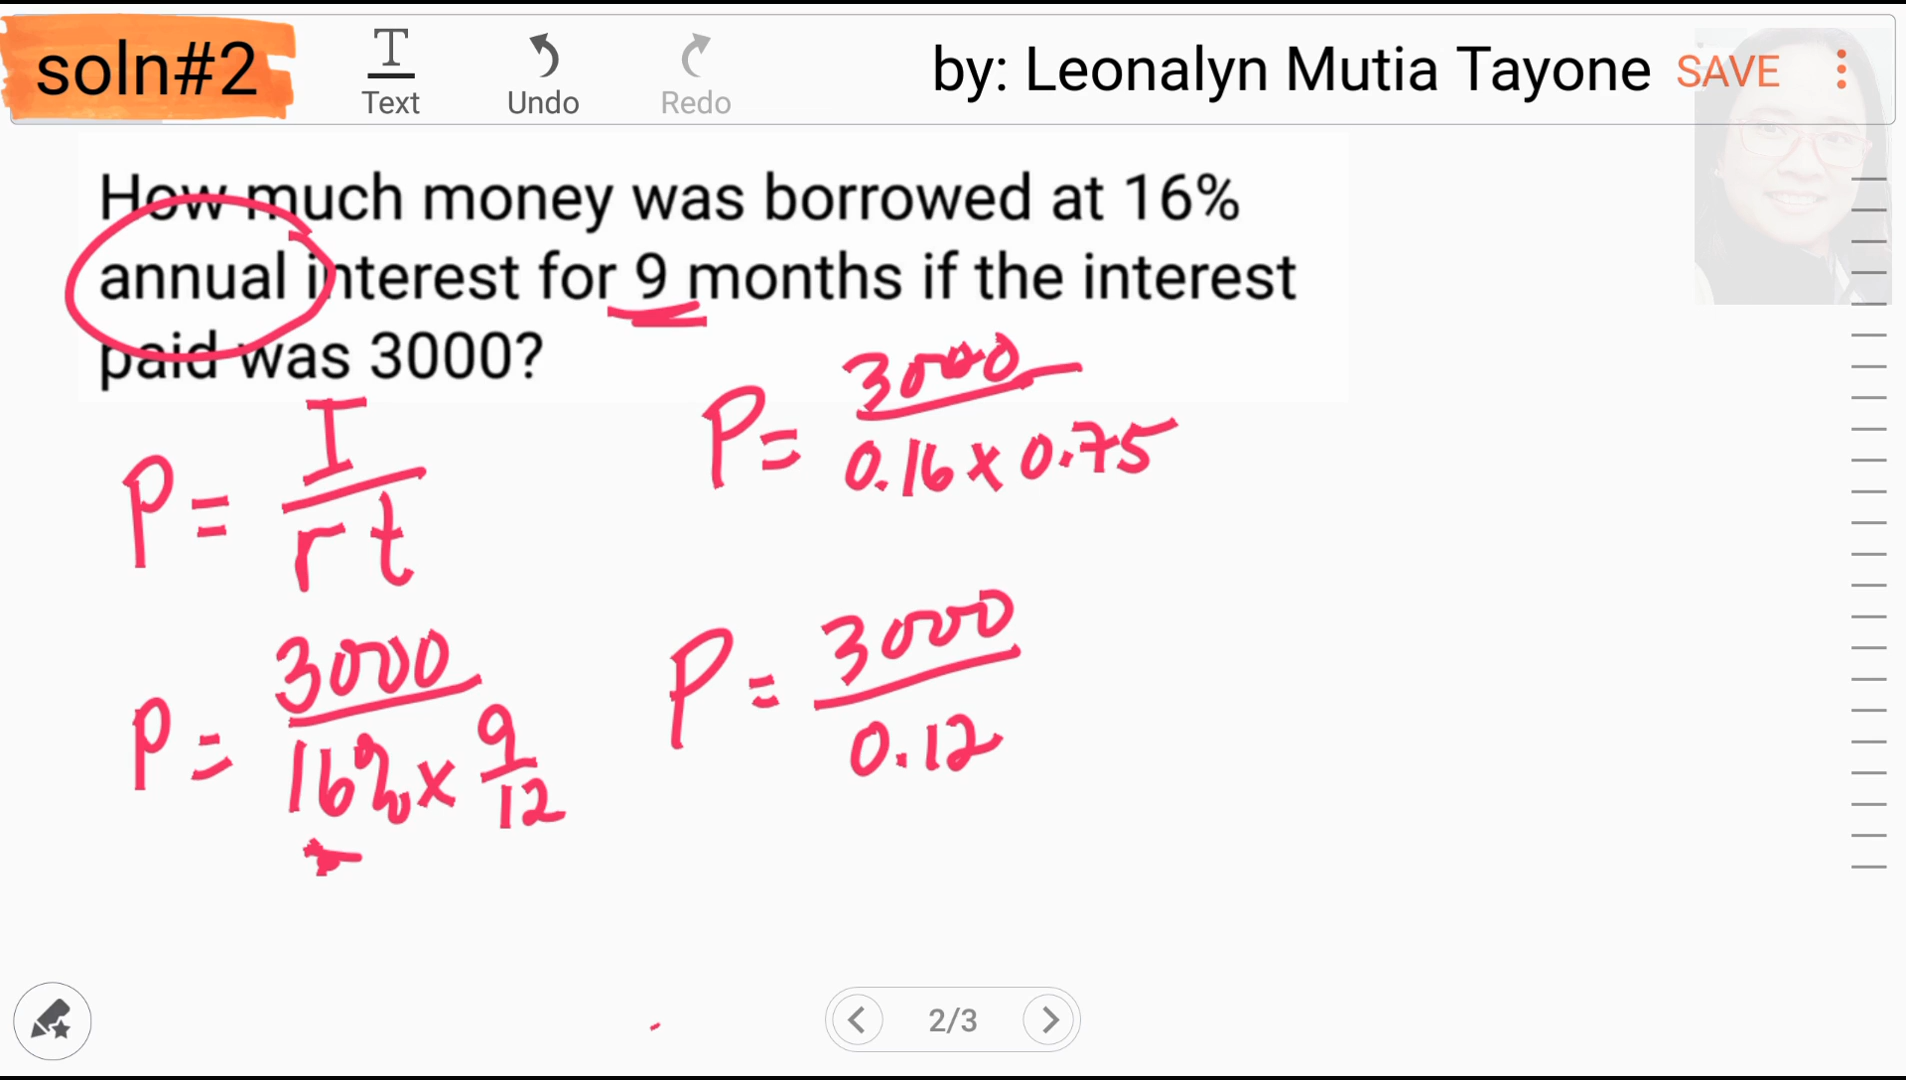 soln#2
Text
Undo
Redo
by: Leonalyn Mutia Tayone
SAVE
How much money was borrowed at 16%
annual interest for 9 months if the interest
paid was 3000?
P = I / rt
P = 3000 / 16% x 9/12
P = 3000 / 0.16 x 0.75
P = 3000 / 0.12
2/3